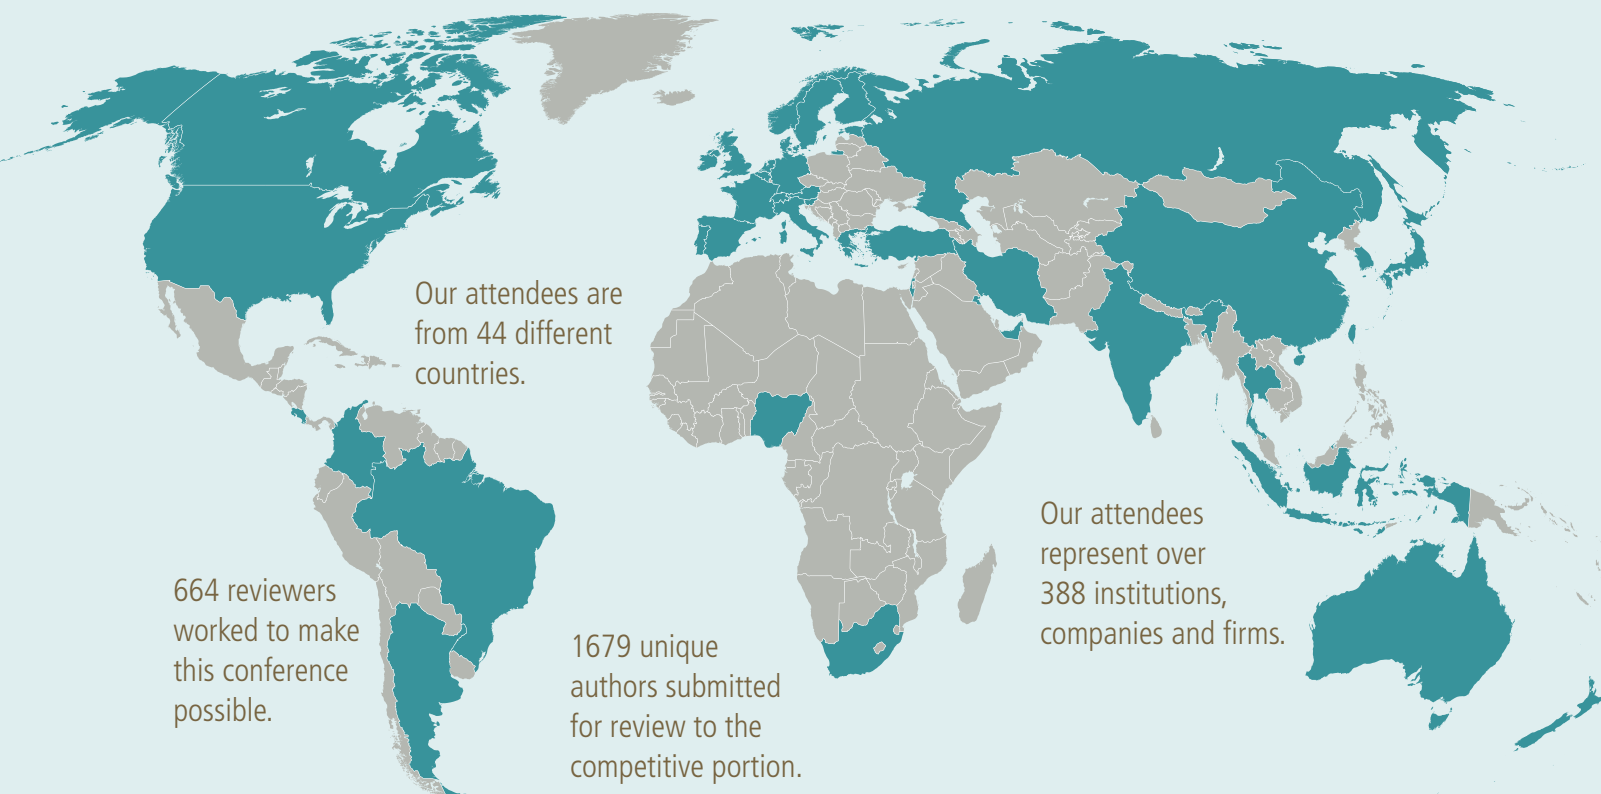 Our attendees are
from 44 different
countries.
664 reviewers
worked to make
this conference
possible.
1679 unique
authors submitted
for review to the
competitive portion.
Our attendees
represent over
388 institutions,
companies and firms.